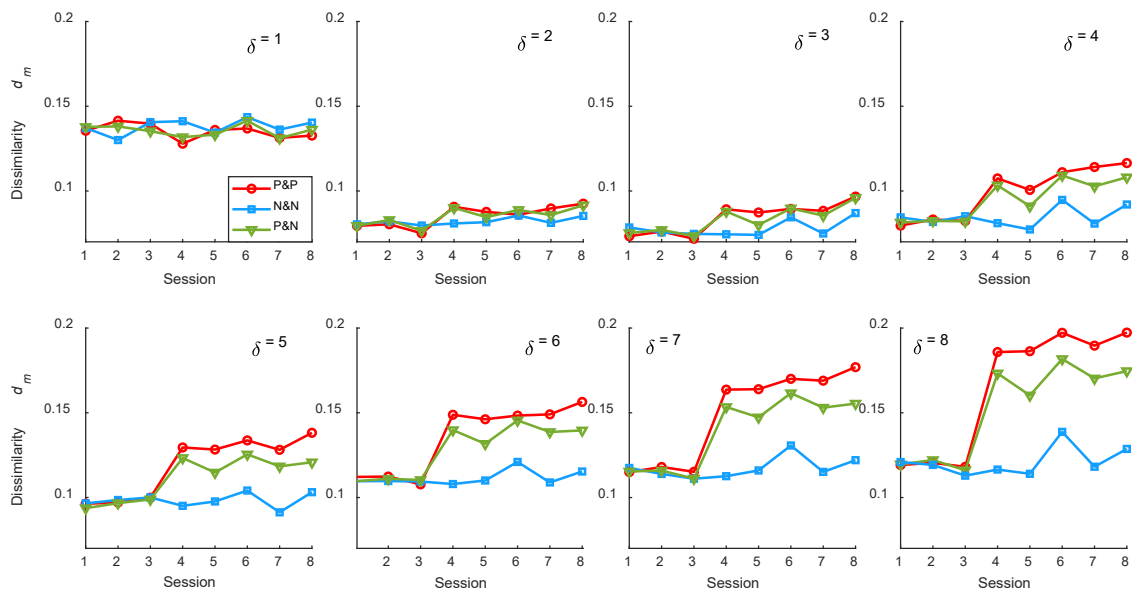 0.2
0.15
0.1
Dissimilarity d m
δ = 1
P&P
N&N
P&N
1 2 3 4 5 6 7 8
Session
0.2
0.15
0.1
δ = 2
1 2 3 4 5 6 7 8
Session
0.2
0.15
0.1
δ = 3
1 2 3 4 5 6 7 8
Session
0.2
0.15
0.1
δ = 4
1 2 3 4 5 6 7 8
Session
0.2
0.15
0.1
Dissimilarity d m
δ = 5
1 2 3 4 5 6 7 8
Session
0.2
0.15
0.1
δ = 6
1 2 3 4 5 6 7 8
Session
0.2
0.15
0.1
δ = 7
1 2 3 4 5 6 7 8
Session
0.2
0.15
0.1
δ = 8
1 2 3 4 5 6 7 8
Session